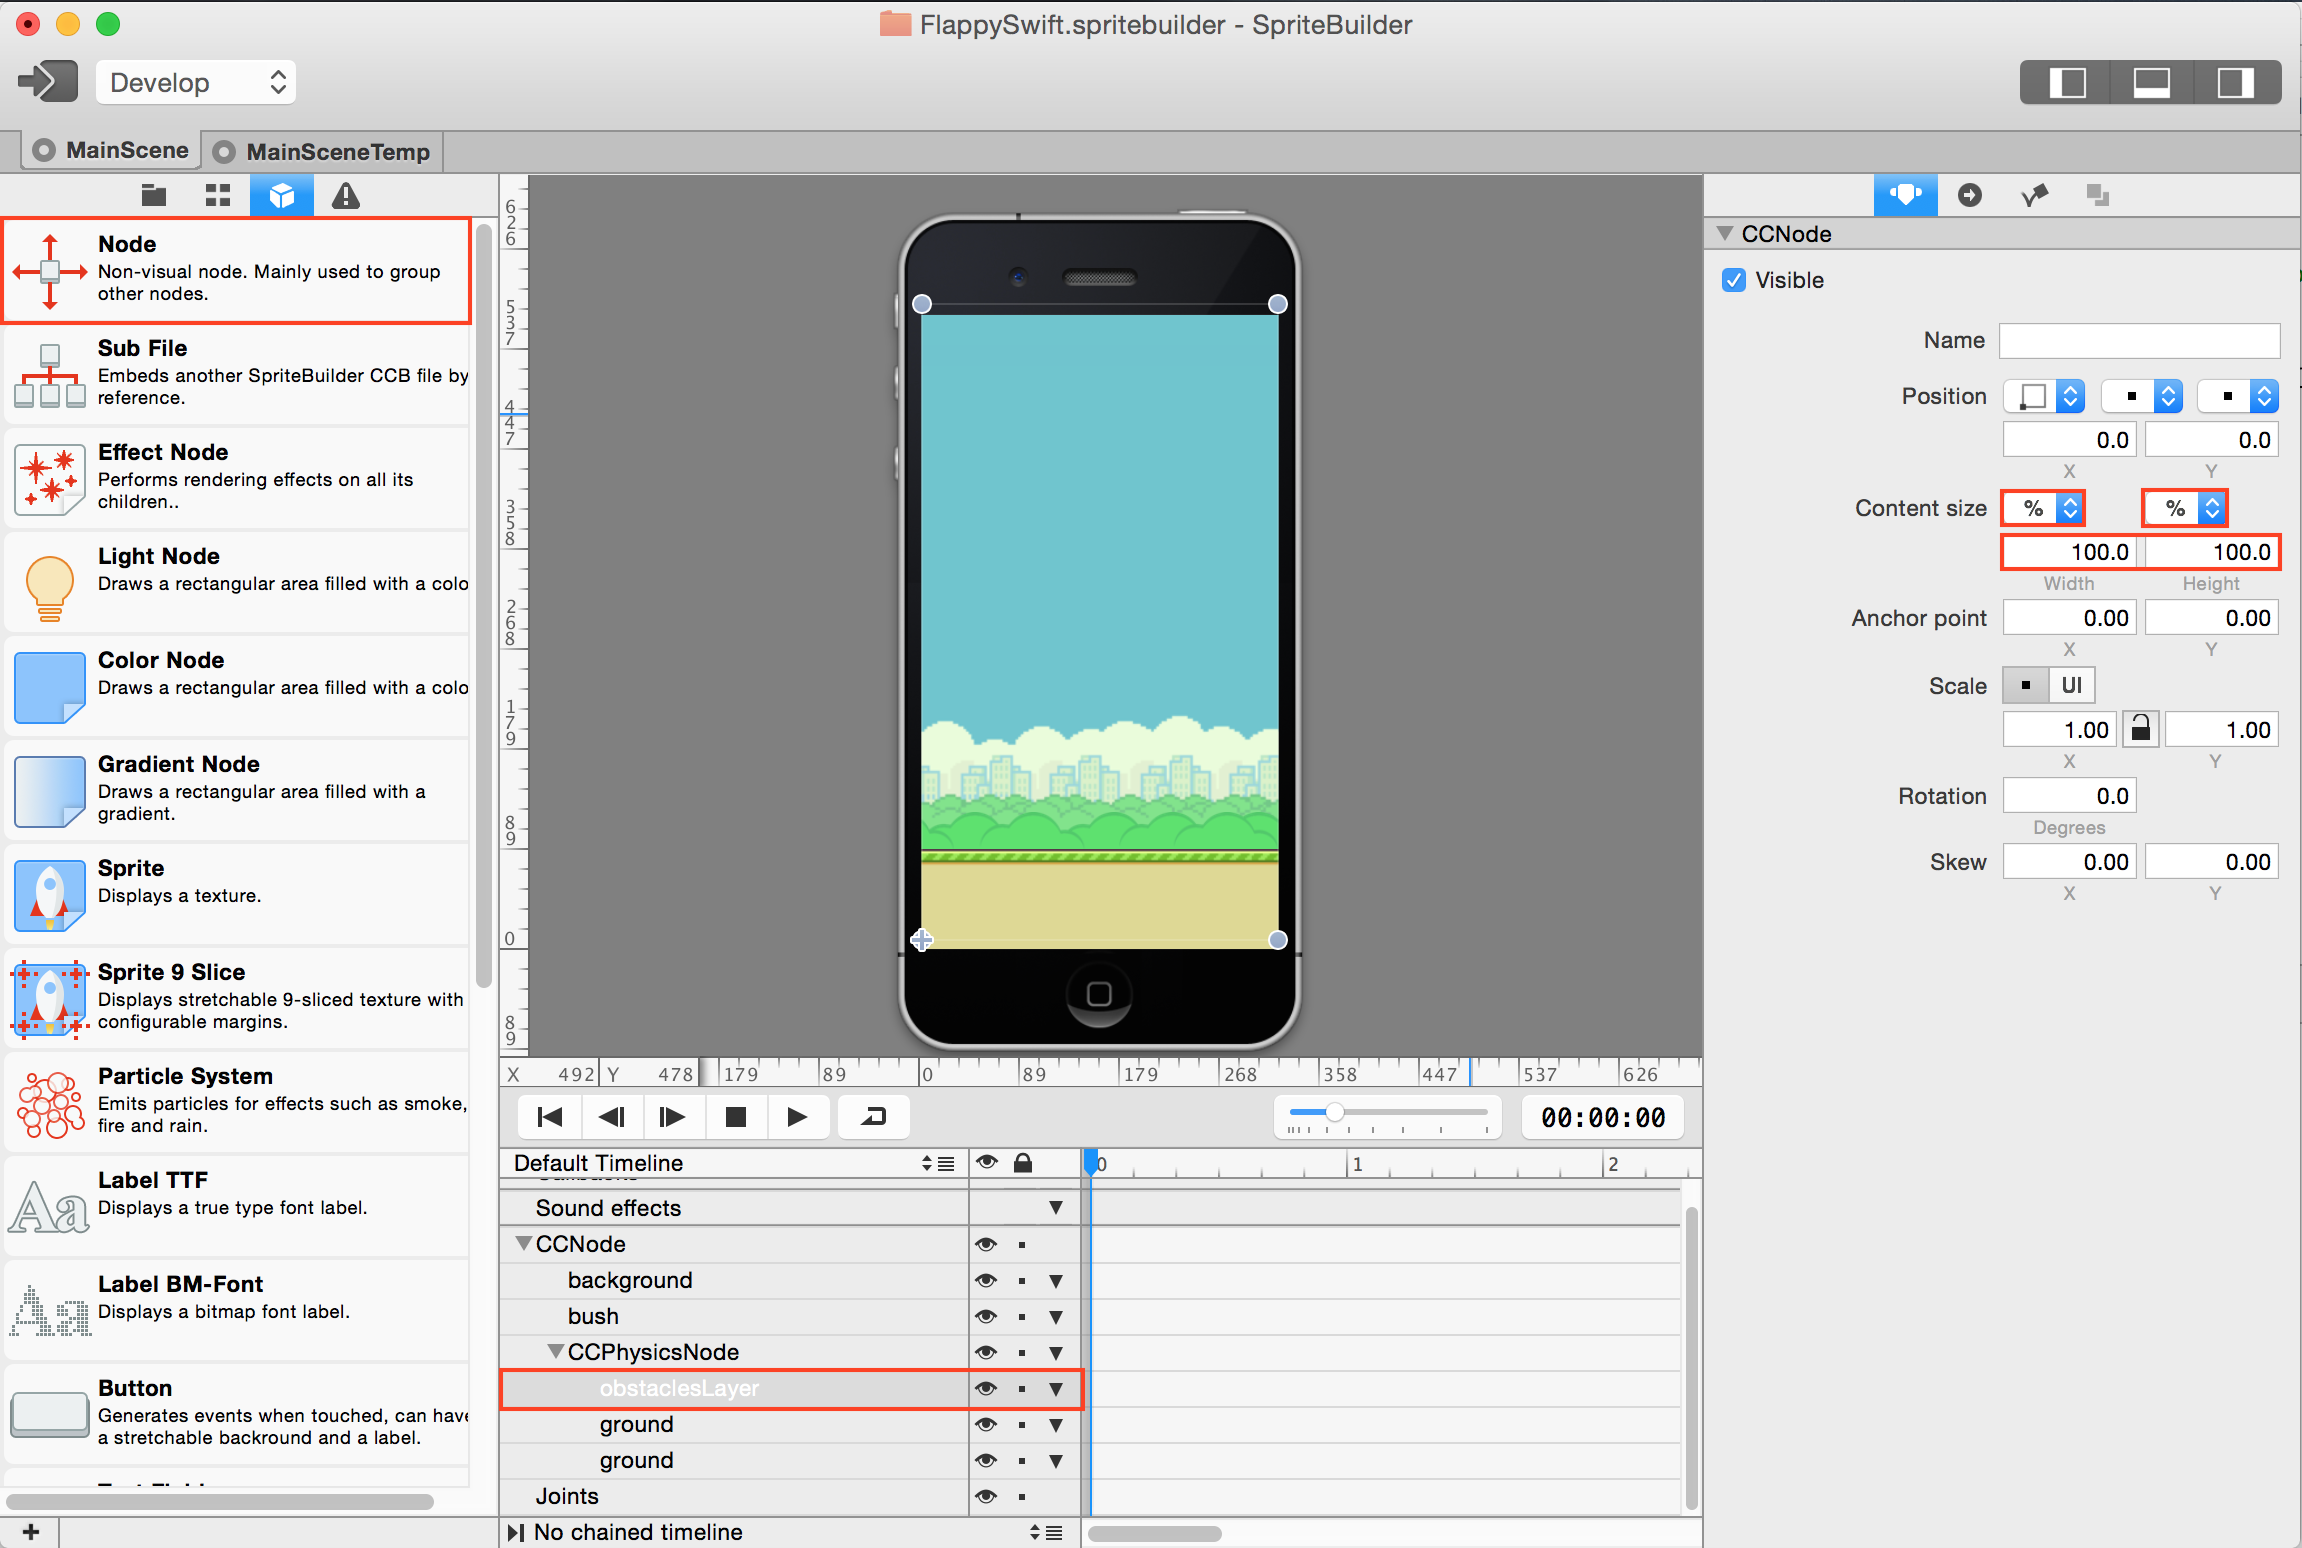 FlappySwift.spritebuilder - SpriteBuilder
Develop
MainScene
MainSceneTemp
Node
Non-visual node. Mainly used to group
other nodes.
Sub File
Embeds another SpriteBuilder CCB file by
reference.
Effect Node
Performs rendering effects on all its
children..
Light Node
Draws a rectangular area filled with a colo
Color Node
Draws a rectangular area filled with a colo
Gradient Node
Draws a rectangular area filled with a
gradient.
Sprite
Displays a texture.
Sprite 9 Slice
Displays stretchable 9-sliced texture with
configurable margins.
Particle System
Emits particles for effects such as smoke,
fire and rain.
Label TTF
Displays a true type font label.
Label BM-Font
Displays a bitmap font label.
Button
Generates events when touched, can have
a stretchable backround and a label.
626
537
447
358
268
179
89
0
89
X 492 Y 478 179 89 0 89 179 268 358 447 537 626
00:00:00
Default Timeline 0 1 2
Sound effects
CCNode
background
bush
CCPhysicsNode
obstaclesLayer
ground
ground
Joints
No chained timeline
CCNode
Visible
Name
Position
0.0 0.0
X Y
Content size % %
100.0 100.0
Width Height
Anchor point 0.00 0.00
X Y
Scale UI
1.00 1.00
X Y
Rotation 0.0
Degrees
Skew 0.00 0.00
X Y